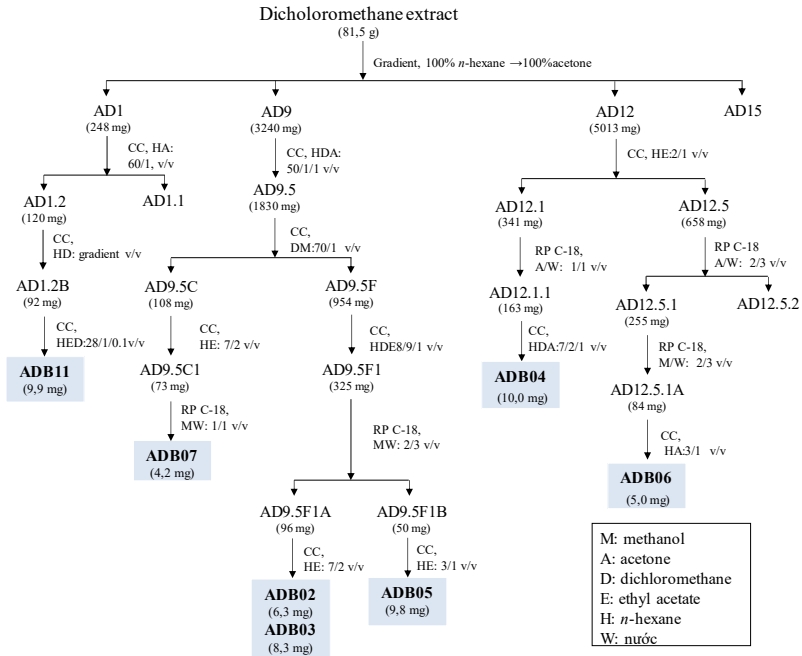 Dicholoromethane extract
(81,5 g)
Gradient, 100% n-hexane →100%acetone
AD1
(248 mg)
AD9
(3240 mg)
AD12
(5013 mg)
AD15
CC, HA:
60/1, v/v
CC, HDA:
50/1/1 v/v
CC, HE:2/1 v/v
AD1.2
(120 mg)
AD1.1
AD9.5
(1830 mg)
AD12.1
(341 mg)
AD12.5
(658 mg)
CC,
HD: gradient v/v
CC,
DM:70/1 v/v
RP C-18,
A/W: 1/1 v/v
RP C-18
A/W: 2/3 v/v
AD1.2B
(92 mg)
AD9.5C
(108 mg)
AD9.5F
(954 mg)
AD12.1.1
(163 mg)
AD12.5.1
(255 mg)
AD12.5.2
CC,
HED:28/1/0.1v/v
CC,
HE: 7/2 v/v
CC,
HDE8/9/1 v/v
CC,
HDA:7/2/1 v/v
RP C-18,
M/W: 2/3 v/v
ADB11
(9,9 mg)
AD9.5C1
(73 mg)
AD9.5F1
(325 mg)
ADB04
(10,0 mg)
AD12.5.1A
(84 mg)
RP C-18,
MW: 1/1 v/v
RP C-18,
MW: 2/3 v/v
CC,
HA:3/1 v/v
ADB07
(4,2 mg)
ADB06
(5,0 mg)
AD9.5F1A
(96 mg)
AD9.5F1B
(50 mg)
CC,
HE: 7/2 v/v
CC,
HE: 3/1 v/v
ADB02
(6,3 mg)
ADB03
(8,3 mg)
ADB05
(9,8 mg)
M: methanol
A: acetone
D: dichloromethane
E: ethyl acetate
H: n-hexane
W: nước